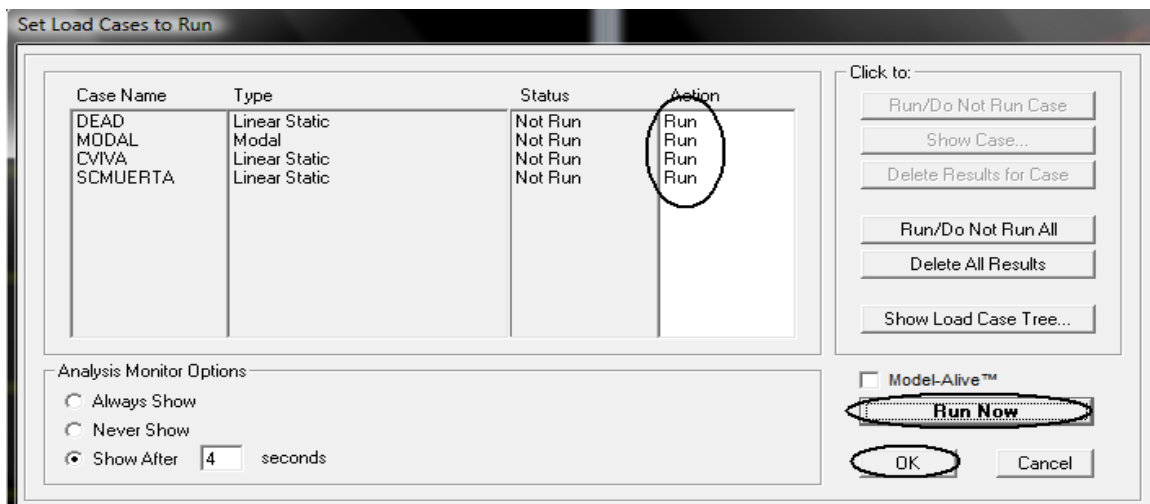 Set Load Cases to Run
Case Name Type Status Action
DEAD Linear Static Not Run Run
MODAL Modal Not Run Run
CVIVA Linear Static Not Run Run
SCMUERTA Linear Static Not Run Run
Click to:
Run/Do Not Run Case
Show Case...
Delete Results for Case
Run/Do Not Run All
Delete All Results
Show Load Case Tree...
Analysis Monitor Options
Always Show
Never Show
Show After 4 seconds
Model-Alive™
Run Now
OK Cancel